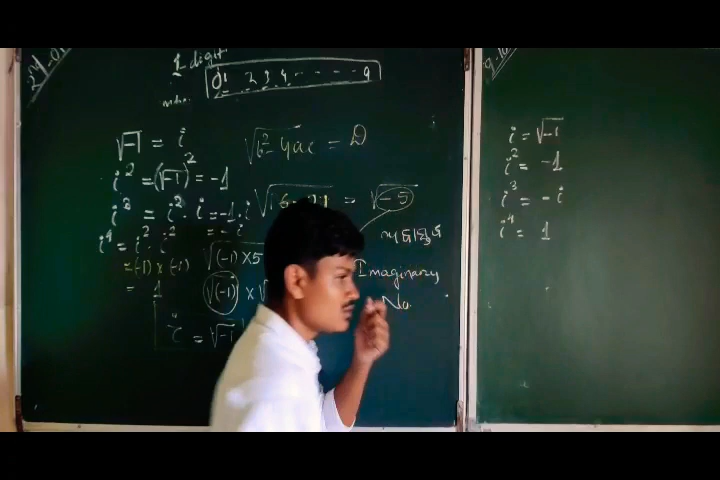 1 digit
0 1 2 3 4 - - - - - 9
index
√-1 = i
√b²-4ac = D
i² = (√-1)² = -1
i³ = i². i = -1. i
= - i
= √-5
i⁴ = i². i²
= (-1) x (-1)
= 1
√(-1) x 5
√(-1) x √
i = √-1
Imaginary
No.
i = √-1
i² = -1
i³ = - i
i⁴ = 1